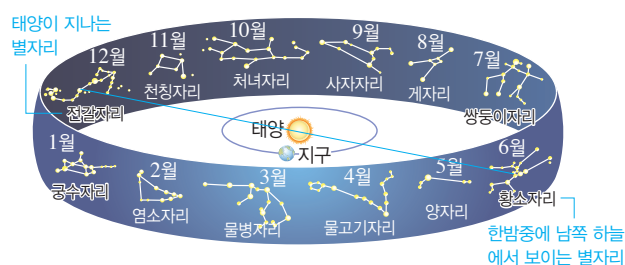 태양이 지나는
별자리
12월
전갈자리
11월
천칭자리
10월
처녀자리
9월
사자자리
8월
게자리
7월
쌍둥이자리
태양
지구
1월
궁수자리
2월
염소자리
3월
물병자리
4월
물고기자리
5월
양자리
6월
황소자리
한밤중에 남쪽 하늘
에서 보이는 별자리